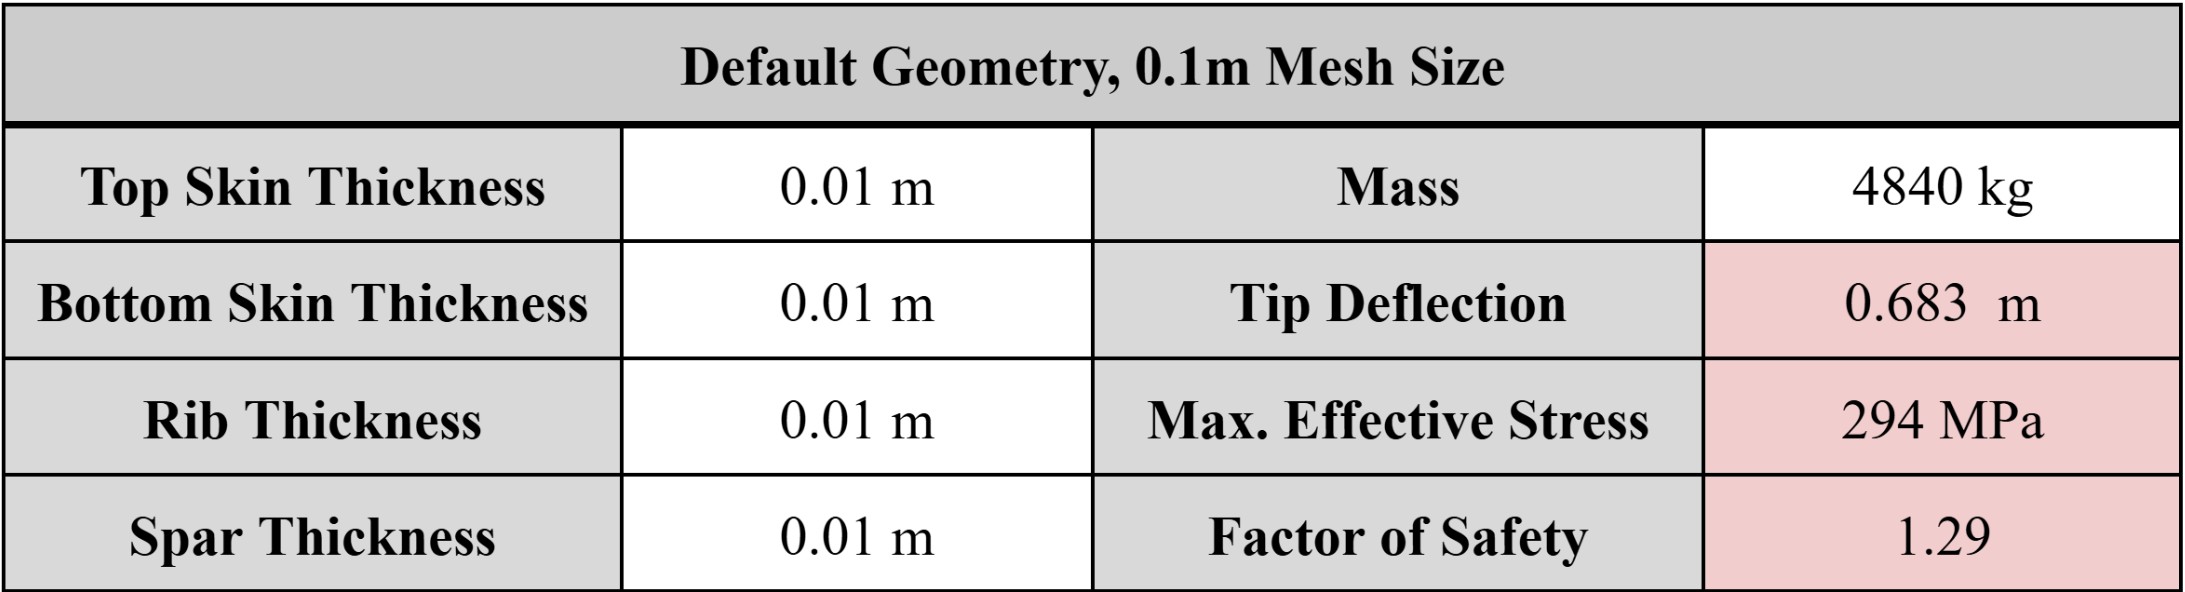 Default Geometry, 0.1m Mesh Size
Top Skin Thickness 0.01 m Mass 4840 kg
Bottom Skin Thickness 0.01 m Tip Deflection 0.683 m
Rib Thickness 0.01 m Max. Effective Stress 294 MPa
Spar Thickness 0.01 m Factor of Safety 1.29